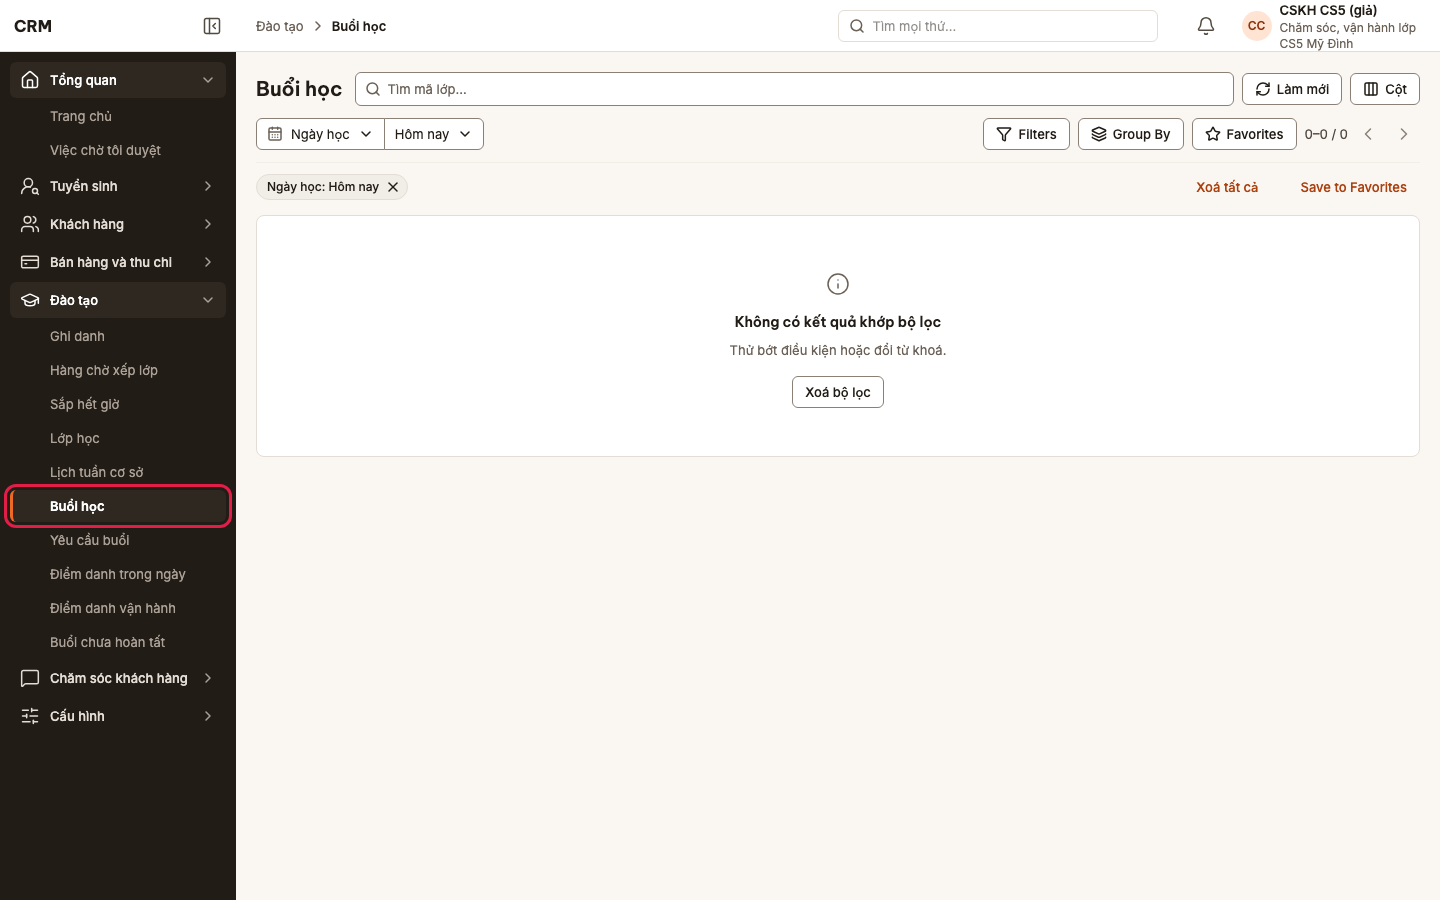 CRM
Đào tạo > Buổi học
Tìm mọi thứ...
CC
CSKH CS5 (giả)
Chăm sóc, vận hành lớp
CS5 Mỹ Đình
Tổng quan
Trang chủ
Việc chờ tôi duyệt
Tuyển sinh
Khách hàng
Bán hàng và thu chi
Đào tạo
Ghi danh
Hàng chờ xếp lớp
Sắp hết giờ
Lớp học
Lịch tuần cơ sở
Buổi học
Yêu cầu buổi
Điểm danh trong ngày
Điểm danh vận hành
Buổi chưa hoàn tất
Chăm sóc khách hàng
Cấu hình
Buổi học
Tìm mã lớp...
Làm mới
Cột
Ngày học
Hôm nay
Filters
Group By
Favorites
0–0 / 0
Ngày học: Hôm nay
Xoá tất cả
Save to Favorites
Không có kết quả khớp bộ lọc
Thử bớt điều kiện hoặc đổi từ khoá.
Xoá bộ lọc